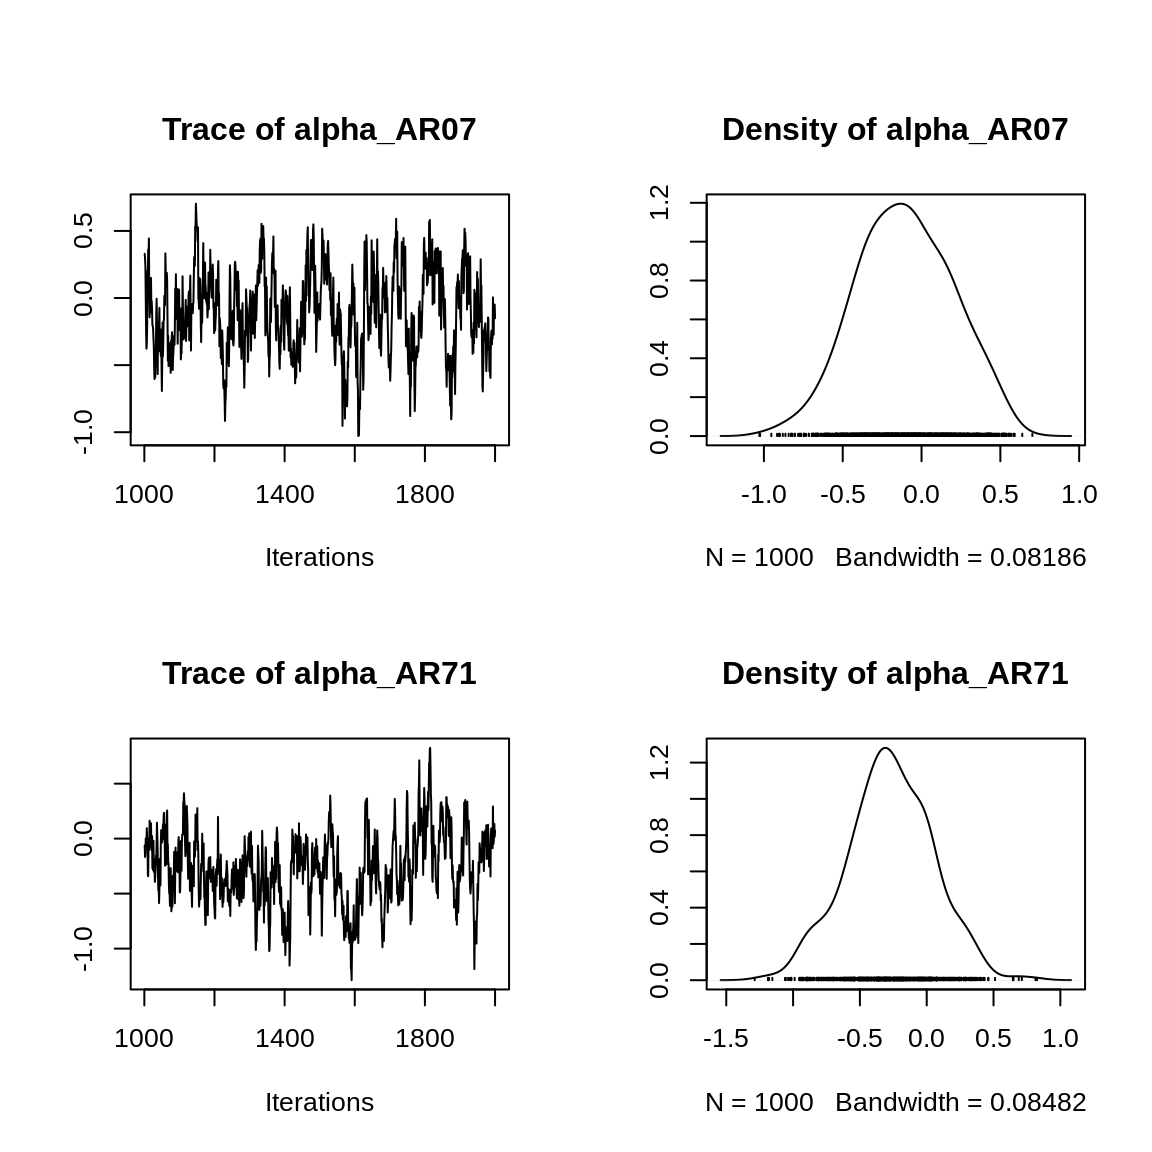 Trace of alpha_AR07
0.5
0.0
-1.0
1000 1400 1800
Iterations
Density of alpha_AR07
1.2
0.8
0.4
0.0
-1.0 -0.5 0.0 0.5 1.0
N = 1000 Bandwidth = 0.08186
Trace of alpha_AR71
0.0
-1.0
1000 1400 1800
Iterations
Density of alpha_AR71
1.2
0.8
0.4
0.0
-1.5 -0.5 0.0 0.5 1.0
N = 1000 Bandwidth = 0.08482